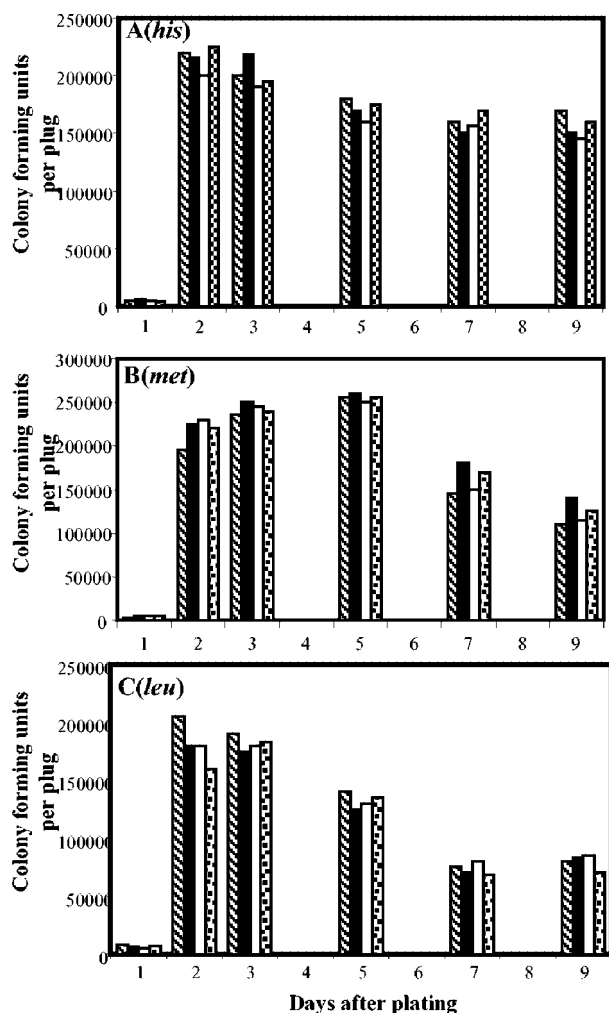 A(his)
Colony forming units
per plug
250000
200000
150000
100000
50000
0
1 2 3 4 5 6 7 8 9
B(met)
Colony forming units
per plug
300000
250000
200000
150000
100000
50000
0
1 2 3 4 5 6 7 8 9
C(leu)
Colony forming units
per plug
250000
200000
150000
100000
50000
0
1 2 3 4 5 6 7 8 9
Days after plating